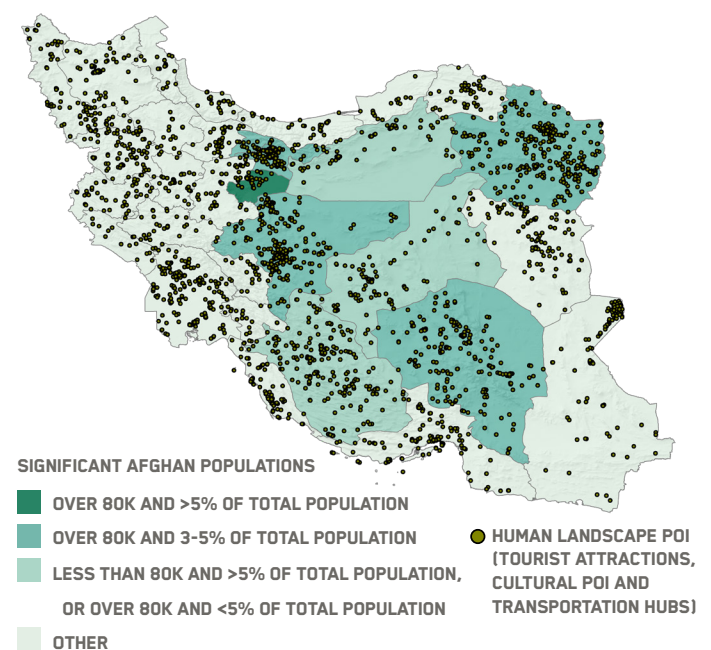 SIGNIFICANT AFGHAN POPULATIONS
OVER 80K AND >5% OF TOTAL POPULATION
OVER 80K AND 3-5% OF TOTAL POPULATION
LESS THAN 80K AND >5% OF TOTAL POPULATION,
OR OVER 80K AND <5% OF TOTAL POPULATION
OTHER
HUMAN LANDSCAPE POI
(TOURIST ATTRACTIONS,
CULTURAL POI AND
TRANSPORTATION HUBS)